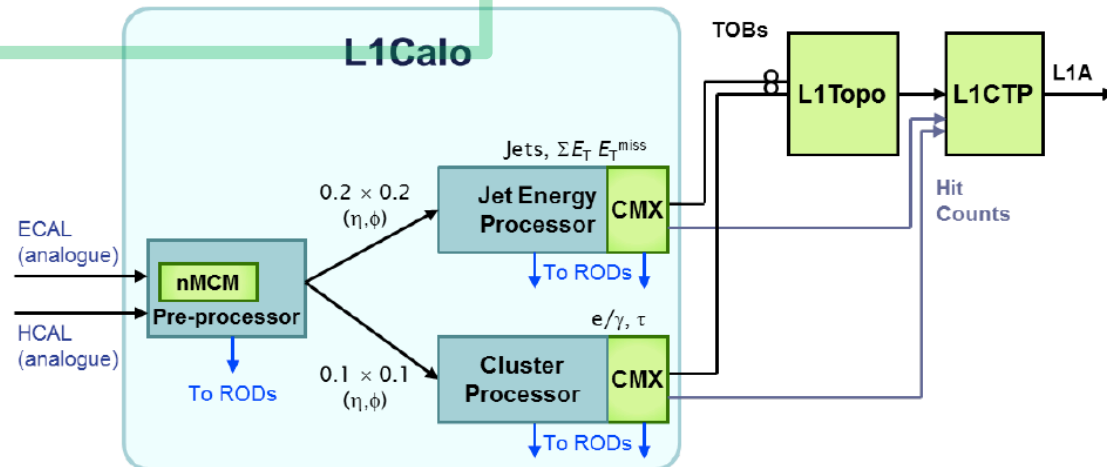 L1Calo
TOBs
L1Topo
L1CTP
L1A
Jets, ΣE_T E_T^miss
0.2 × 0.2
(η,ϕ)
Jet Energy
Processor
CMX
Hit
Counts
ECAL
(analogue)
nMCM
Pre-processor
To RODs
HCAL
(analogue)
e/γ, τ
To RODs
0.1 × 0.1
(η,ϕ)
Cluster
Processor
CMX
To RODs